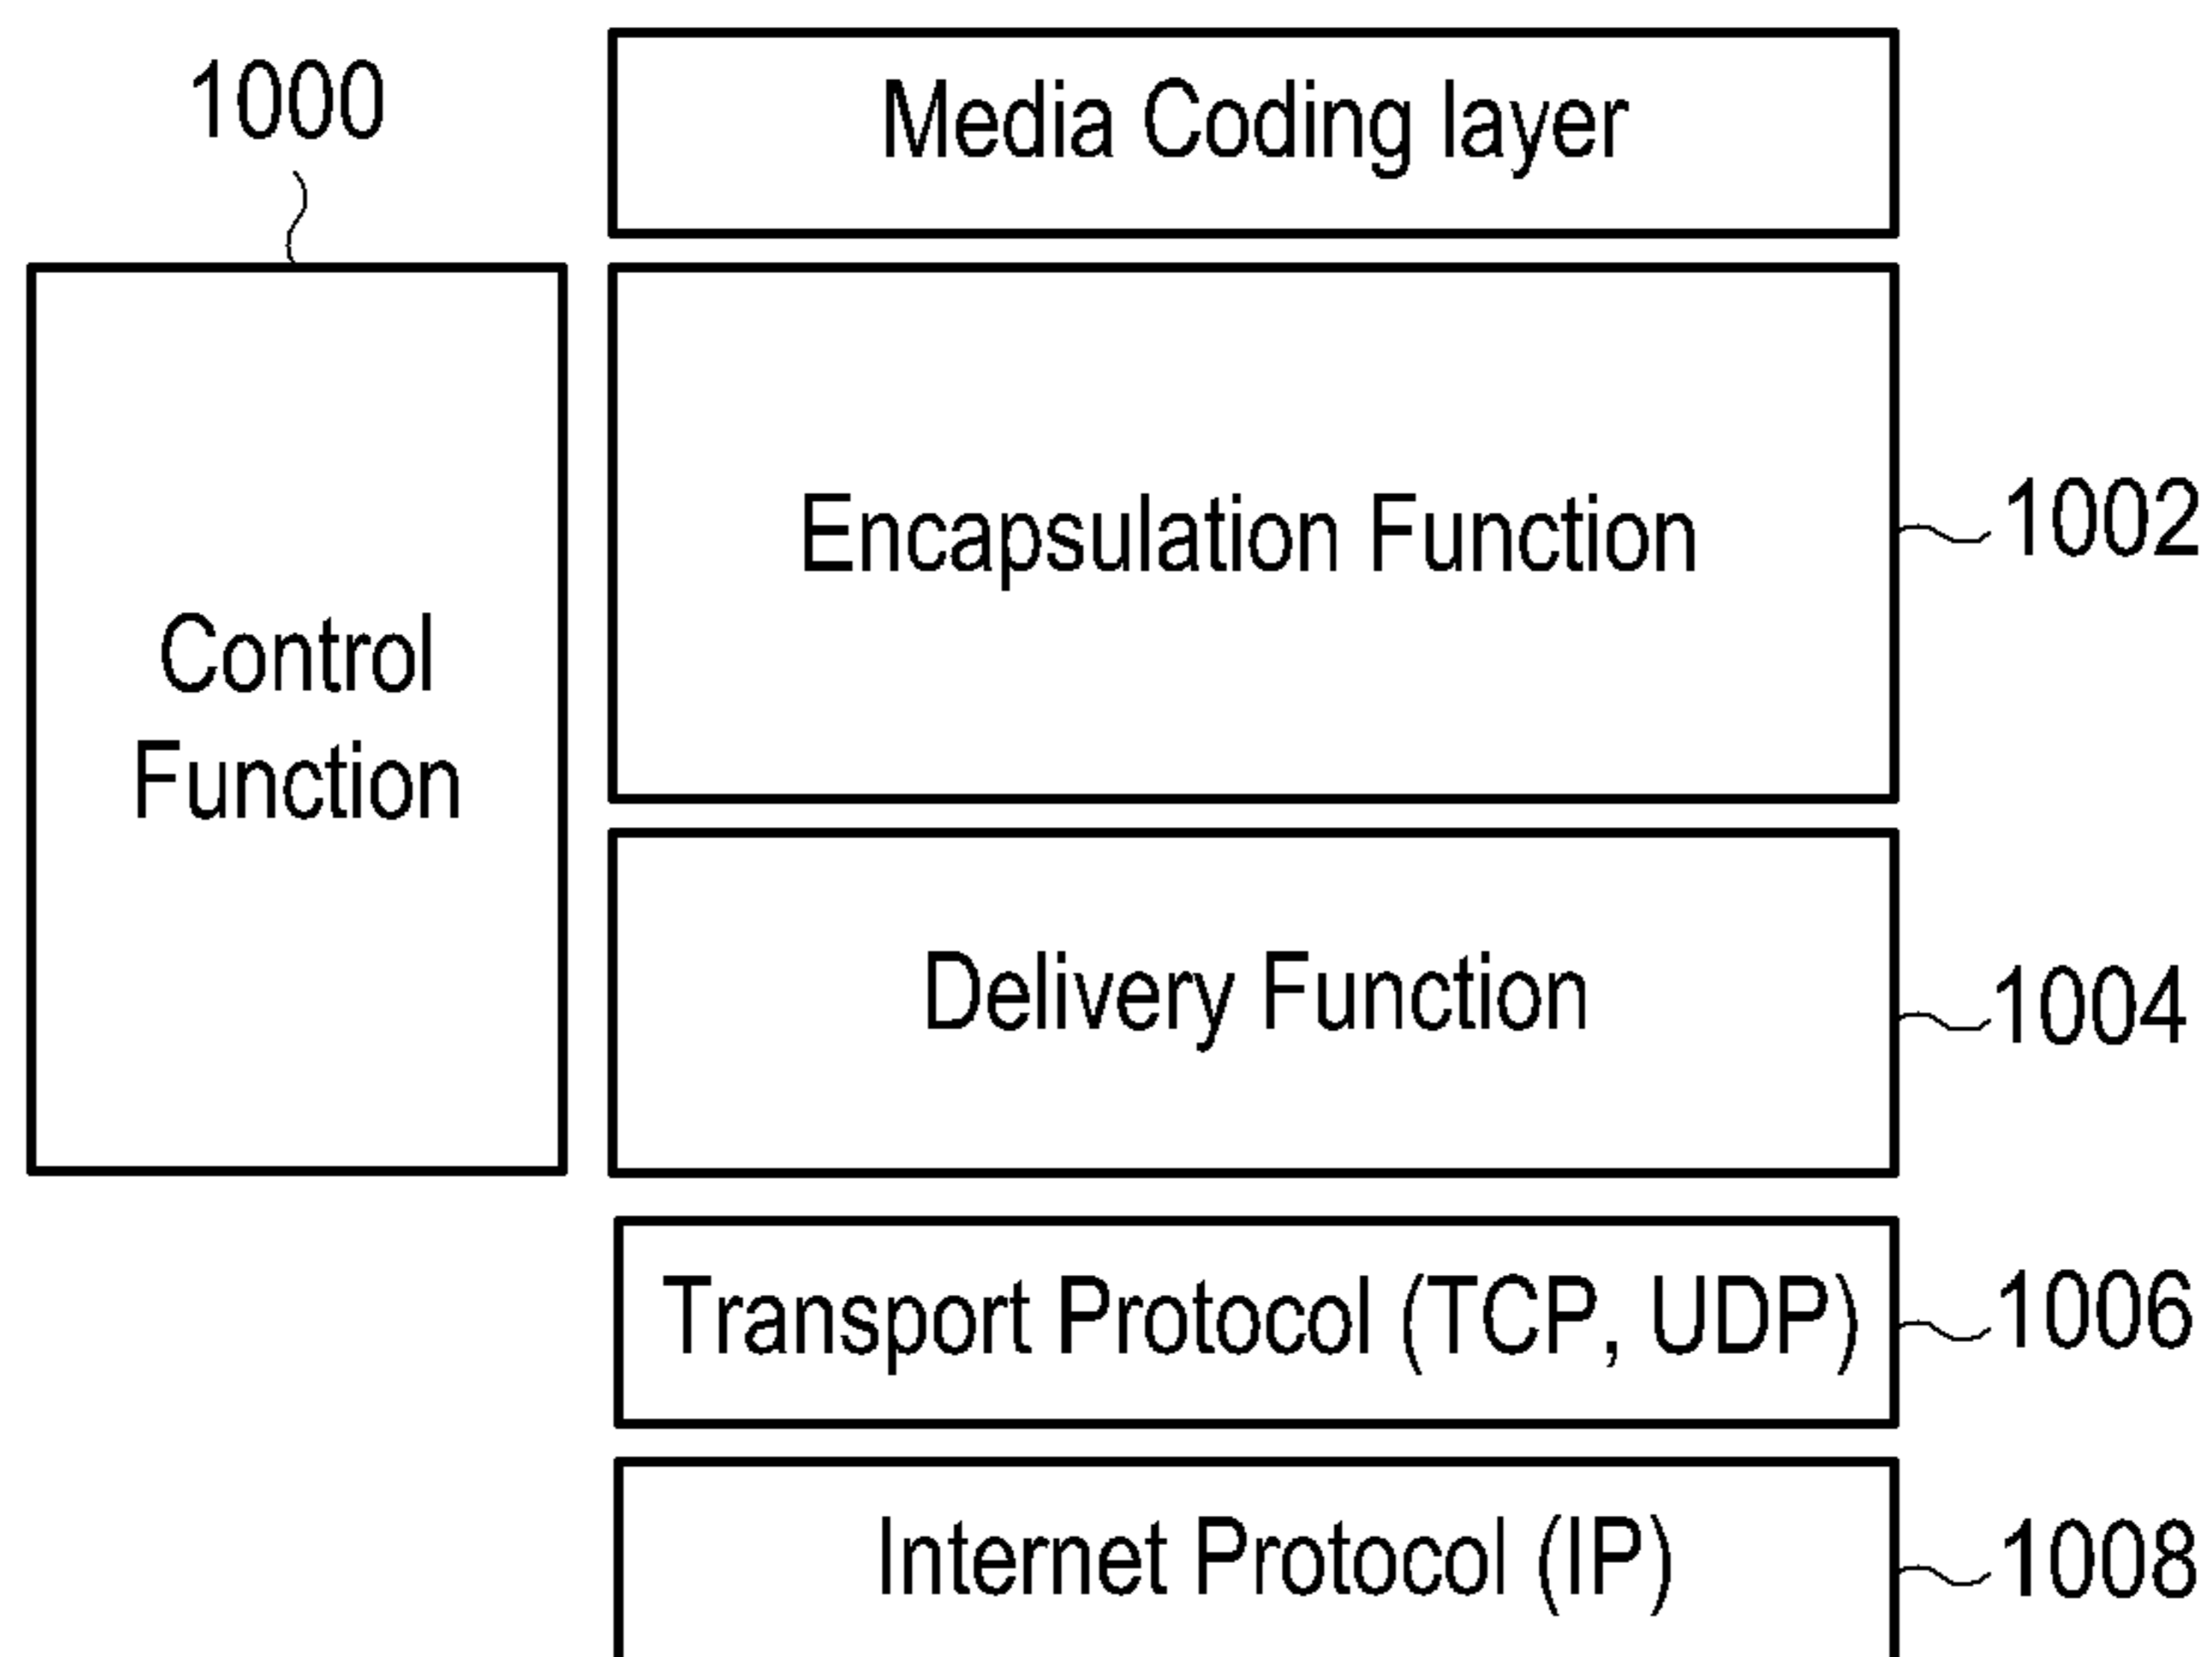 1000
Media Coding layer
Control
Function
Encapsulation Function
1002
Delivery Function
1004
Transport Protocol (TCP, UDP)
1006
Internet Protocol (IP)
1008